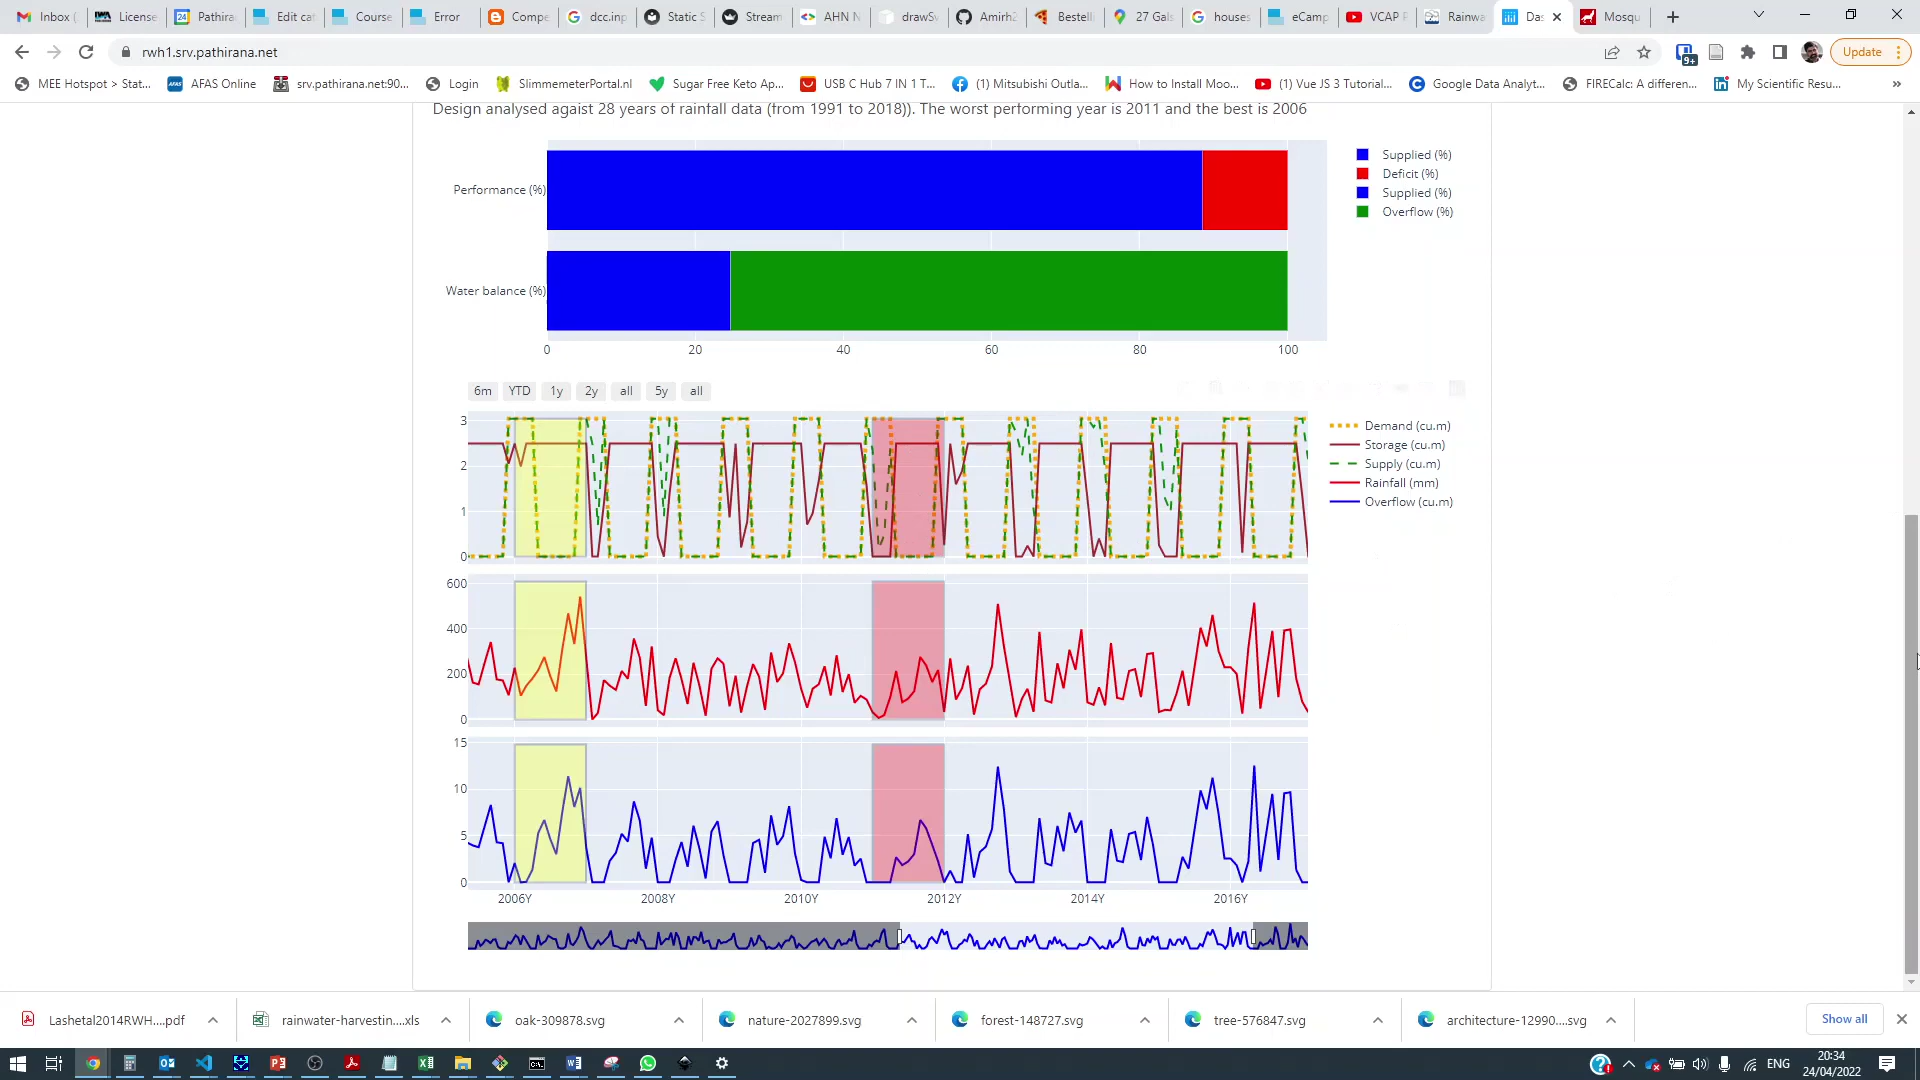 Inbox (
License
Pathira
Edit cat
Course
Error
Compe
dcc.inp
Static S
Stream
AHN N
drawSv
Amirh2
Bestell
27 Gals
houses
eCamp
VCAP P
Rainwa
Das
Mosqu
rwh1.srv.pathirana.net
9+
Update
MEE Hotspot > Stat...
AFAS Online
srv.pathirana.net:90...
Login
SlimmemeterPortal.nl
Sugar Free Keto Ap...
USB C Hub 7 IN 1 T...
(1) Mitsubishi Outla...
How to Install Moo...
(1) Vue JS 3 Tutorial...
Google Data Analyt...
FIRECalc: A differen...
My Scientific Resu...
»
Design analysed agaist 28 years of rainfall data (from 1991 to 2018)). The worst performing year is 2011 and the best is 2006
Performance (%)
Water balance (%)
0 20 40 60 80 100
Supplied (%)
Deficit (%)
Supplied (%)
Overflow (%)
6m YTD 1y 2y all 5y all
3
2
1
0
Demand (cu.m)
Storage (cu.m)
Supply (cu.m)
Rainfall (mm)
Overflow (cu.m)
600
400
200
0
15
10
5
0
2006Y 2008Y 2010Y 2012Y 2014Y 2016Y
Lashetal2014RWH....pdf
rainwater-harvestin....xls
oak-309878.svg
nature-2027899.svg
forest-148727.svg
tree-576847.svg
architecture-12990....svg
Show all
ENG
20:34
24/04/2022